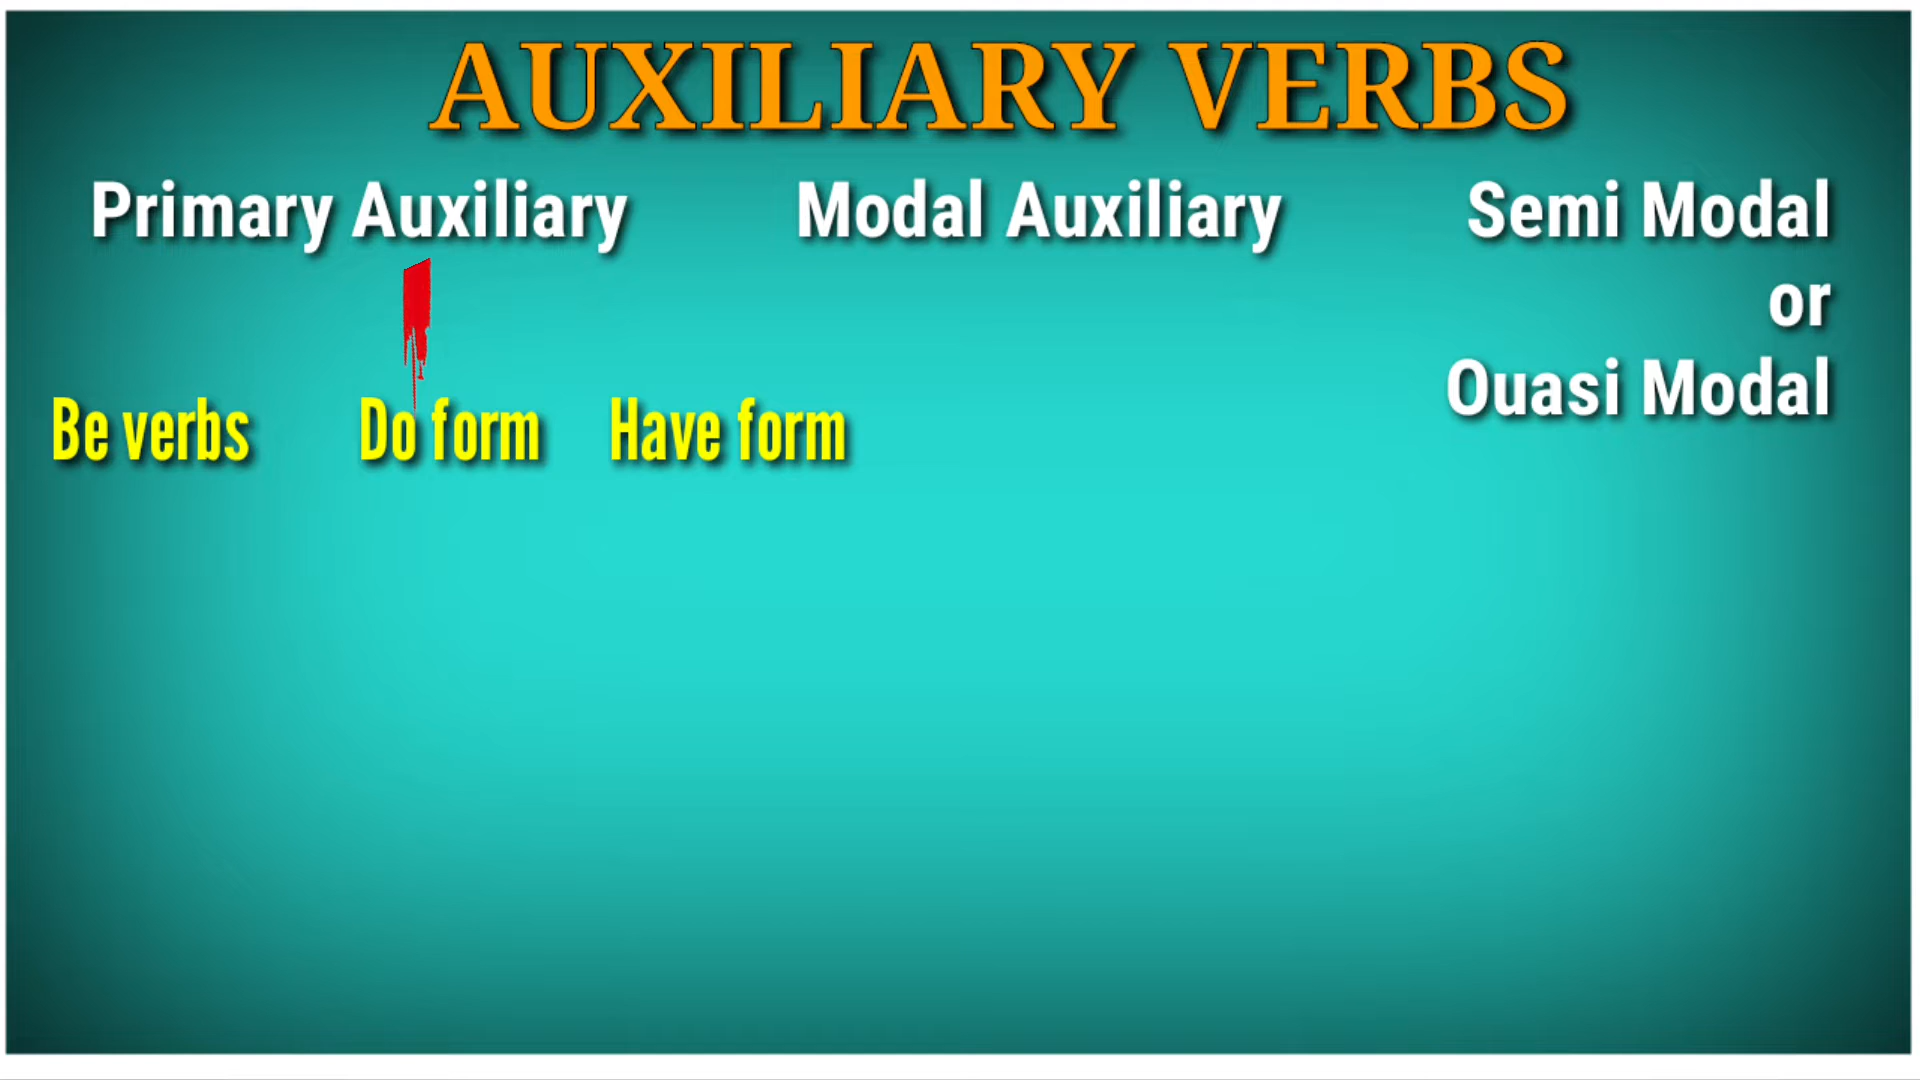 AUXILIARY VERBS
Primary Auxiliary
Modal Auxiliary
Semi Modal
or
Ouasi Modal
Be verbs
Do form
Have form